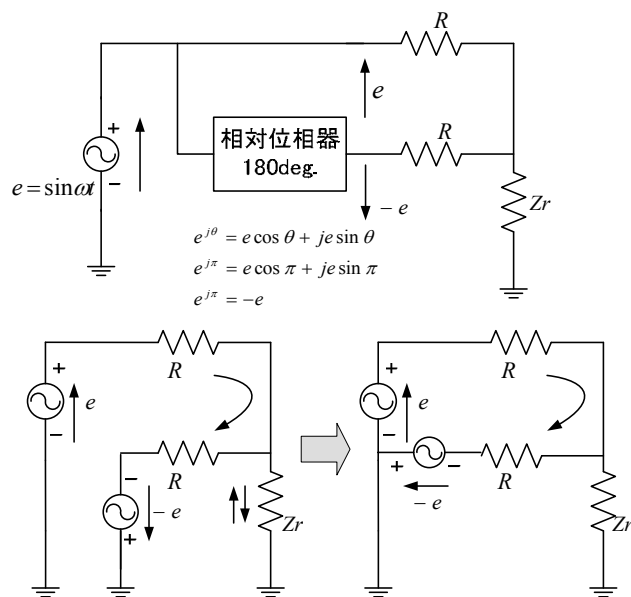 R
e
R
相対位相器
180deg.
+
e = sin ωt
−
− e
Zr
e^{jθ} = e cos θ + je sin θ
e^{jπ} = e cos π + je sin π
e^{jπ} = −e
+
e
−
R
R
−
− e
+
Zr
+
e
−
R
+
−
− e
R
Zr